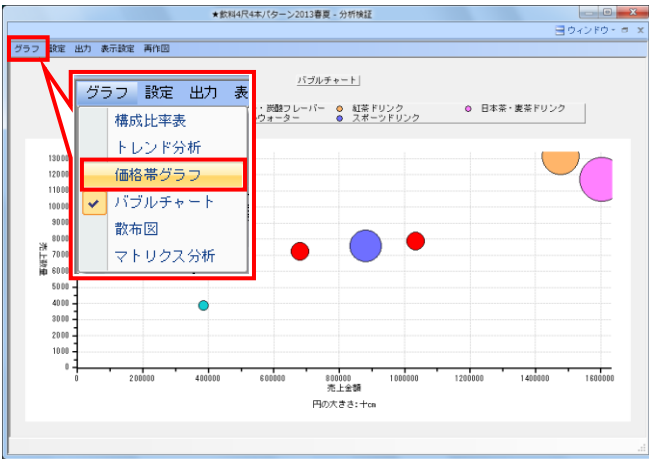 ★飲料4尺4本パターン2013春夏 - 分析検証
ウィンドウ
グラフ 設定 出力 表示設定 再作図
バブルチャート
・炭酸フレーバー 紅茶ドリンク 日本茶・麦茶ドリンク
ウォーター スポーツドリンク
グラフ 設定 出力 表
構成比率表
トレンド分析
価格帯グラフ
バブルチャート
散布図
マトリクス分析
13000
12000
11000
10000
9000
8000
7000
6000
5000
4000
3000
2000
1000
0
売上数量
0 200000 400000 600000 800000 1000000 1200000 1400000 1600000
売上金額
円の大きさ:十cm